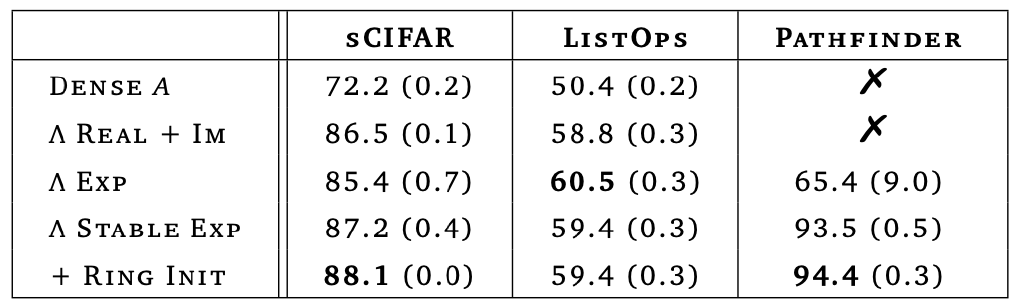 sCIFAR ListOps Pathfinder
Dense A 72.2 (0.2) 50.4 (0.2) ✗
Λ Real + Im 86.5 (0.1) 58.8 (0.3) ✗
Λ Exp 85.4 (0.7) 60.5 (0.3) 65.4 (9.0)
Λ Stable Exp 87.2 (0.4) 59.4 (0.3) 93.5 (0.5)
+ Ring Init 88.1 (0.0) 59.4 (0.3) 94.4 (0.3)